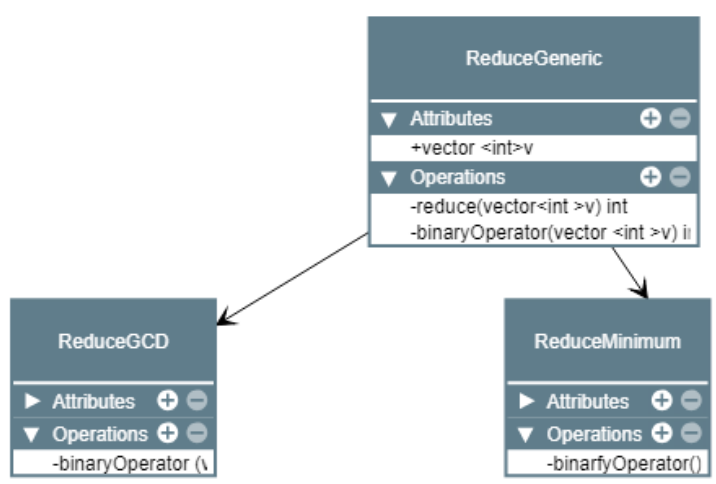 ReduceGeneric
Attributes
+vector <int>v
Operations
-reduce(vector<int >v) int
-binaryOperator(vector <int >v)
ReduceGCD
Attributes
Operations
-binaryOperator (
ReduceMinimum
Attributes
Operations
-binarfyOperator()